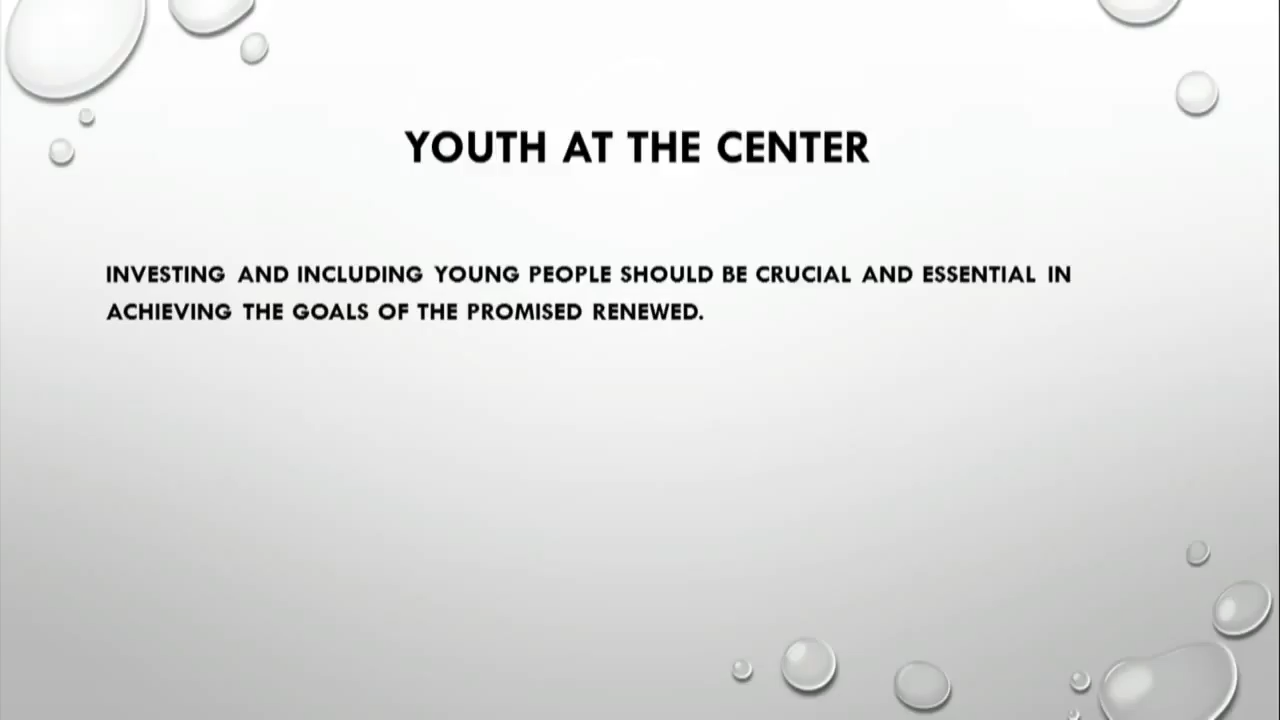 YOUTH AT THE CENTER
INVESTING AND INCLUDING YOUNG PEOPLE SHOULD BE CRUCIAL AND ESSENTIAL IN
ACHIEVING THE GOALS OF THE PROMISED RENEWED.